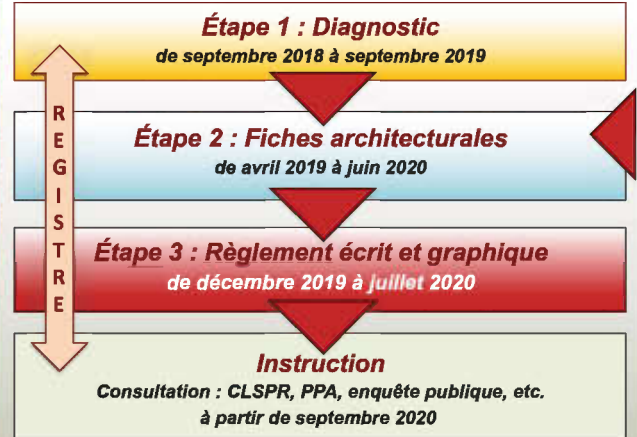 Étape 1 : Diagnostic
de septembre 2018 à septembre 2019
REGISTRE
Étape 2 : Fiches architecturales
de avril 2019 à juin 2020
Étape 3 : Règlement écrit et graphique
de décembre 2019 à juillet 2020
Instruction
Consultation : CLSPR, PPA, enquête publique, etc.
à partir de septembre 2020